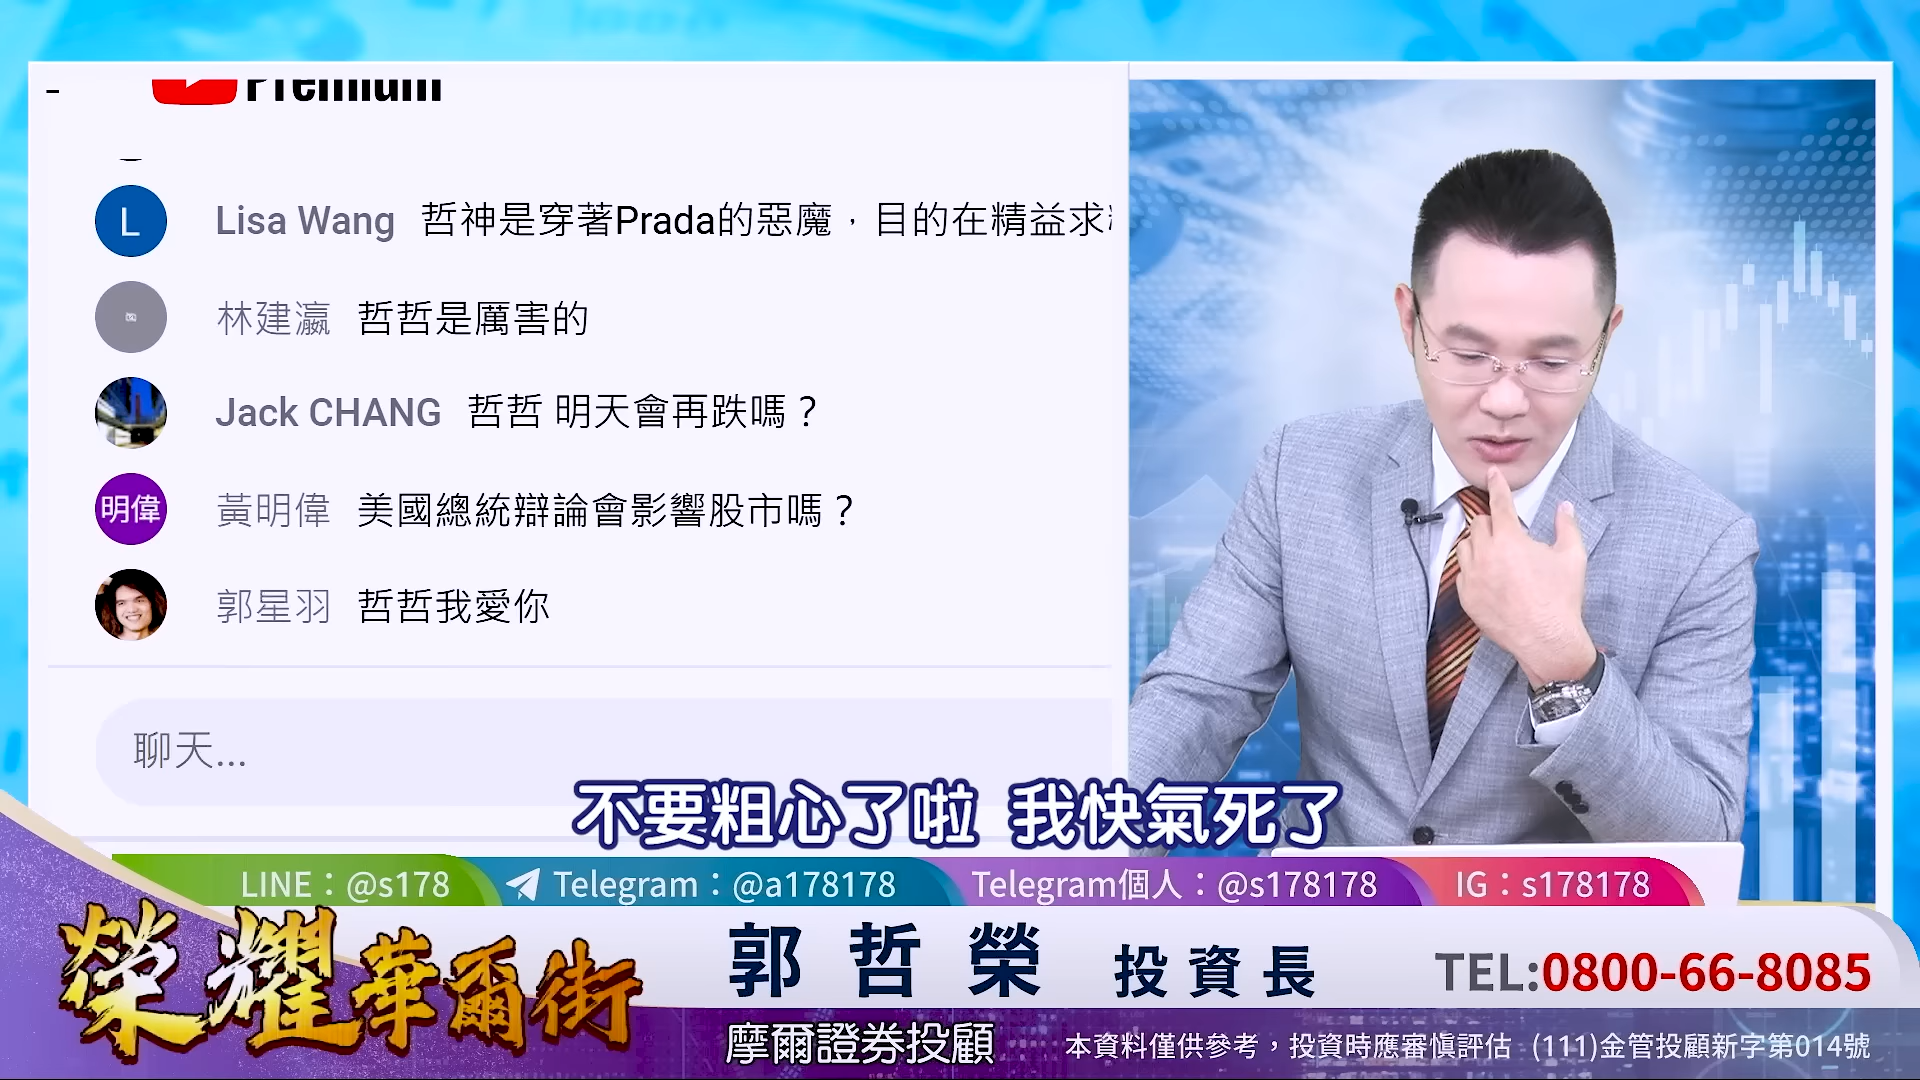 Premium
L
Lisa Wang 哲神是穿著Prada的惡魔，目的在精益求
林建瀛 哲哲是厲害的
Jack CHANG 哲哲 明天會再跌嗎？
明偉
黃明偉 美國總統辯論會影響股市嗎？
郭星羽 哲哲我愛你
聊天...
不要粗心了啦 我快氣死了
LINE：@s178
Telegram：@a178178
Telegram個人：@s178178
IG：s178178
榮耀華爾街
郭哲榮 投資長
TEL:0800-66-8085
摩爾證券投顧
本資料僅供參考，投資時應審慎評估 (111)金管投顧新字第014號